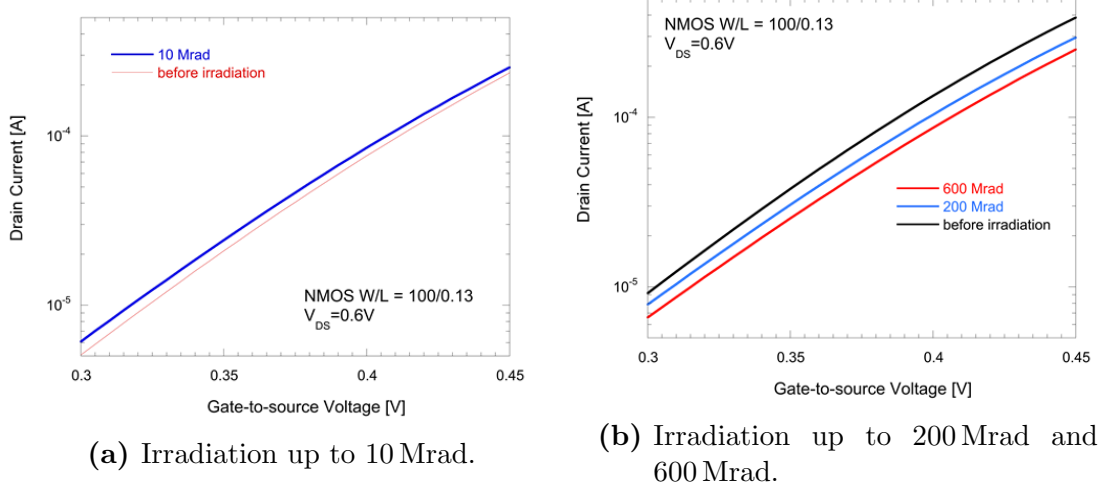 10 Mrad
before irradiation
NMOS W/L = 100/0.13
V_DS=0.6V
10^-4
10^-5
0.3
0.35
0.4
0.45
Drain Current [A]
Gate-to-source Voltage [V]
(a) Irradiation up to 10 Mrad.
NMOS W/L = 100/0.13
V_DS=0.6V
600 Mrad
200 Mrad
before irradiation
10^-4
10^-5
0.3
0.35
0.4
0.45
Drain Current [A]
Gate-to-source Voltage [V]
(b) Irradiation up to 200 Mrad and
600 Mrad.